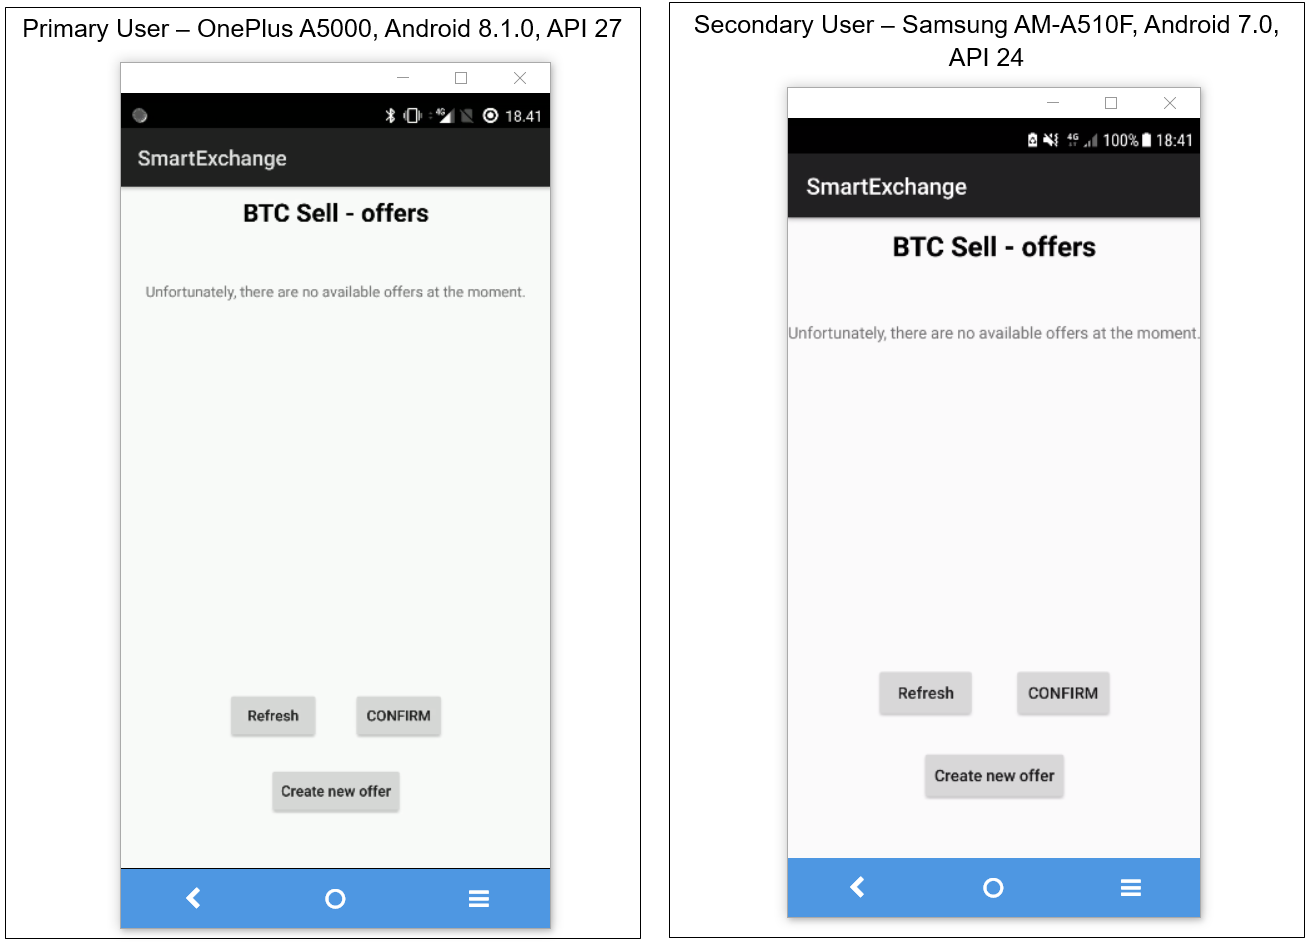 Primary User – OnePlus A5000, Android 8.1.0, API 27
4G
18.41
SmartExchange
BTC Sell - offers
Unfortunately, there are no available offers at the moment.
Refresh
CONFIRM
Create new offer
Secondary User – Samsung AM-A510F, Android 7.0,
API 24
4G 100% 18:41
SmartExchange
BTC Sell - offers
Unfortunately, there are no available offers at the moment.
Refresh
CONFIRM
Create new offer